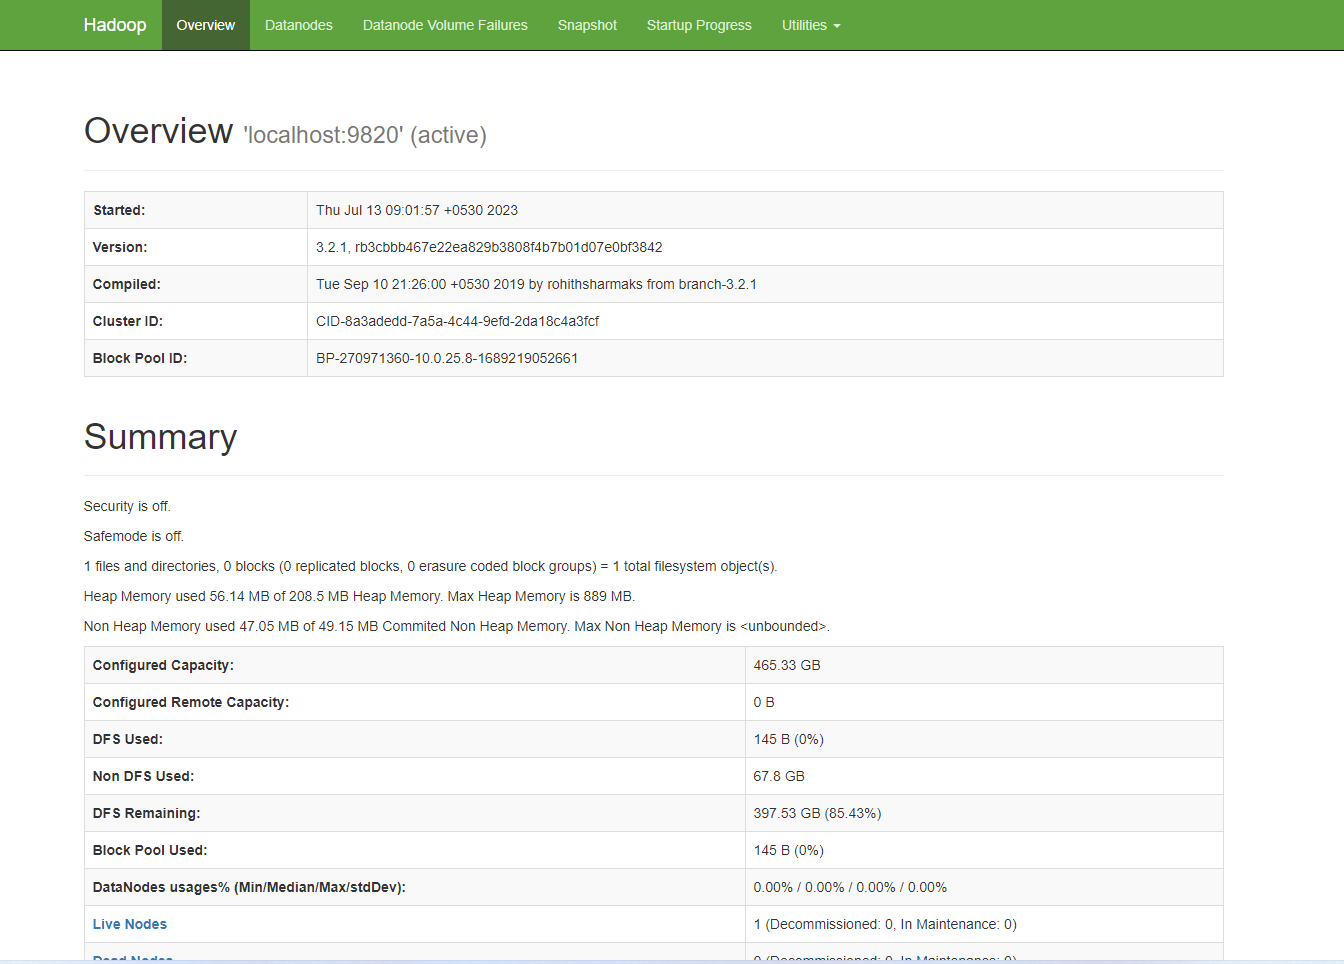 Hadoop Overview Datanodes Datanode Volume Failures Snapshot Startup Progress Utilities
Overview 'localhost:9820' (active)
Started: Thu Jul 13 09:01:57 +0530 2023
Version: 3.2.1, rb3cbbb467e22ea829b3808f4b7b01d07e0bf3842
Compiled: Tue Sep 10 21:26:00 +0530 2019 by rohithsharmaks from branch-3.2.1
Cluster ID: CID-8a3adedd-7a5a-4c44-9efd-2da18c4a3fcf
Block Pool ID: BP-270971360-10.0.25.8-1689219052661
Summary
Security is off.
Safemode is off.
1 files and directories, 0 blocks (0 replicated blocks, 0 erasure coded block groups) = 1 total filesystem object(s).
Heap Memory used 56.14 MB of 208.5 MB Heap Memory. Max Heap Memory is 889 MB.
Non Heap Memory used 47.05 MB of 49.15 MB Commited Non Heap Memory. Max Non Heap Memory is <unbounded>.
Configured Capacity: 465.33 GB
Configured Remote Capacity: 0 B
DFS Used: 145 B (0%)
Non DFS Used: 67.8 GB
DFS Remaining: 397.53 GB (85.43%)
Block Pool Used: 145 B (0%)
DataNodes usages% (Min/Median/Max/stdDev): 0.00% / 0.00% / 0.00% / 0.00%
Live Nodes 1 (Decommissioned: 0, In Maintenance: 0)
Dead Nodes 0 (Decommissioned: 0, In Maintenance: 0)